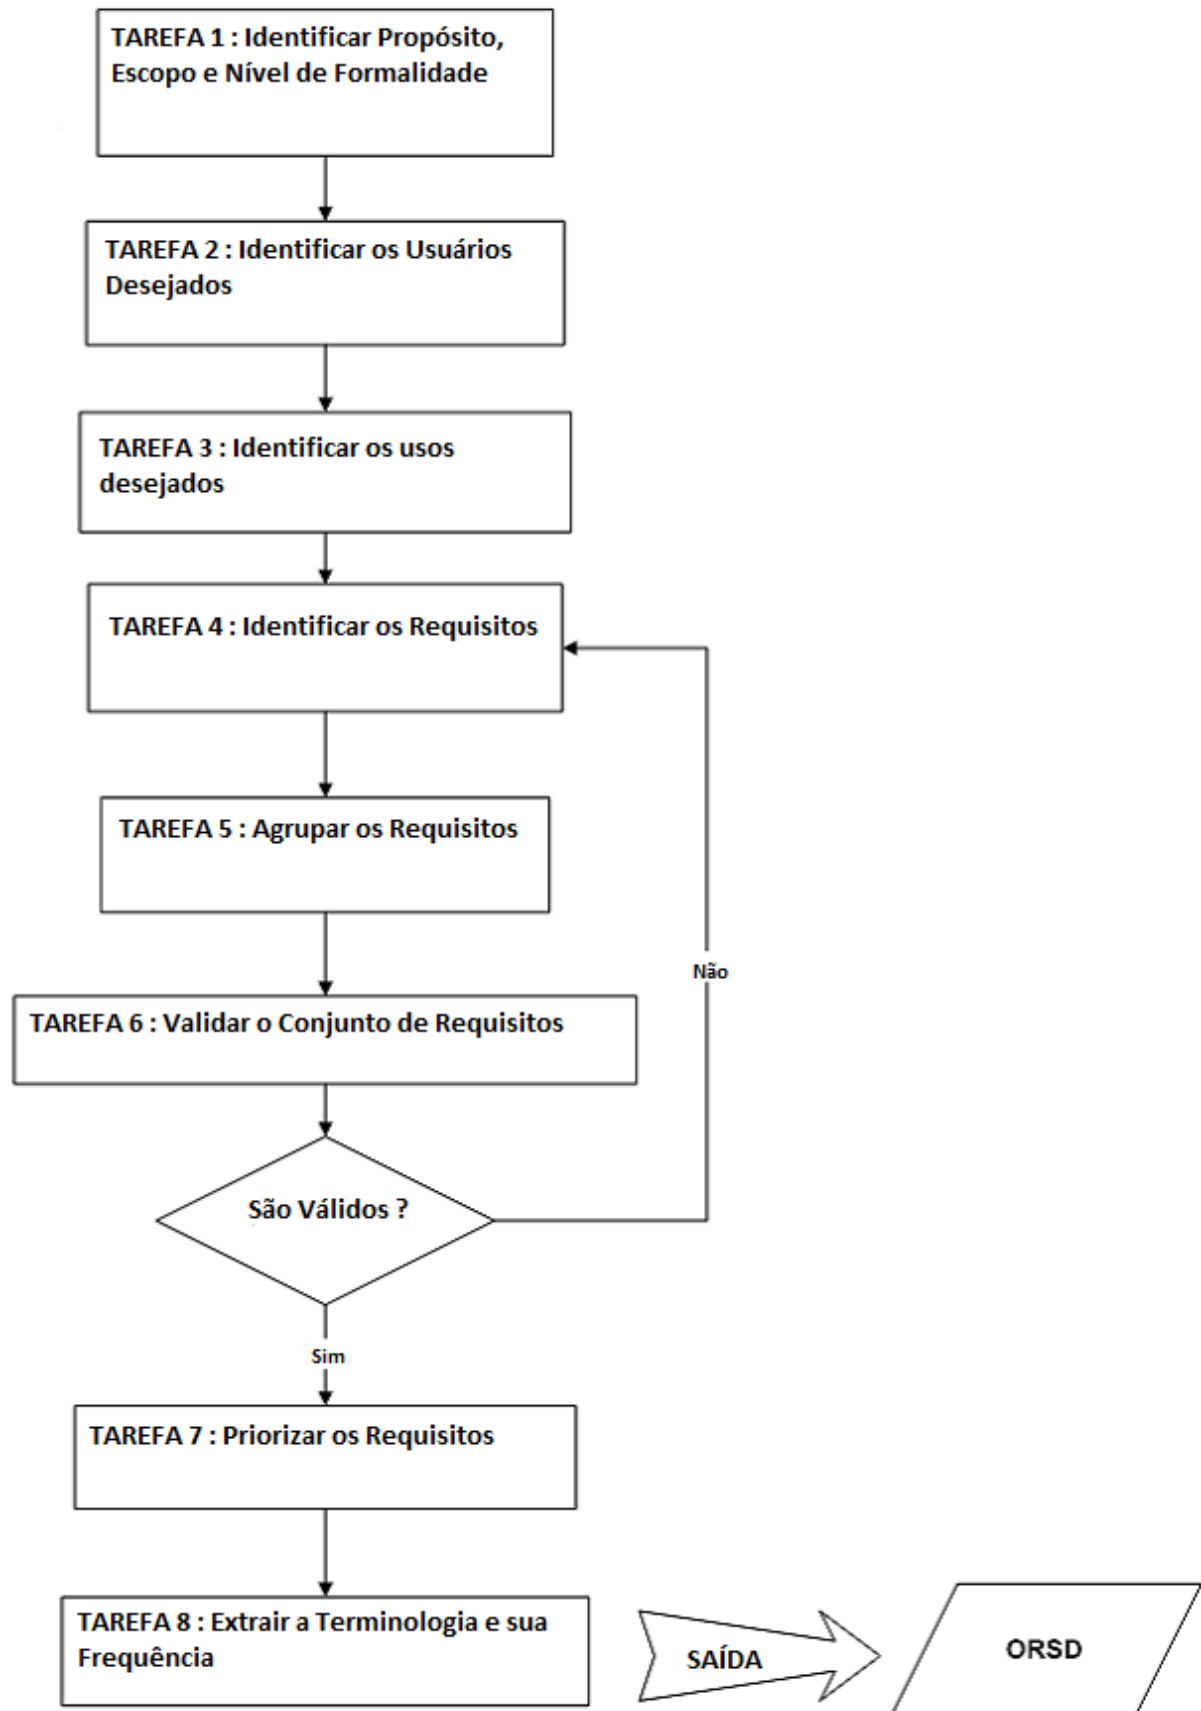 TAREFA 1 : Identificar Propósito,
Escopo e Nível de Formalidade
TAREFA 2 : Identificar os Usuários
Desejados
TAREFA 3 : Identificar os usos
desejados
TAREFA 4 : Identificar os Requisitos
TAREFA 5 : Agrupar os Requisitos
Não
TAREFA 6 : Validar o Conjunto de Requisitos
São Válidos ?
Sim
TAREFA 7 : Priorizar os Requisitos
TAREFA 8 : Extrair a Terminologia e sua
Frequência
SAÍDA
ORSD